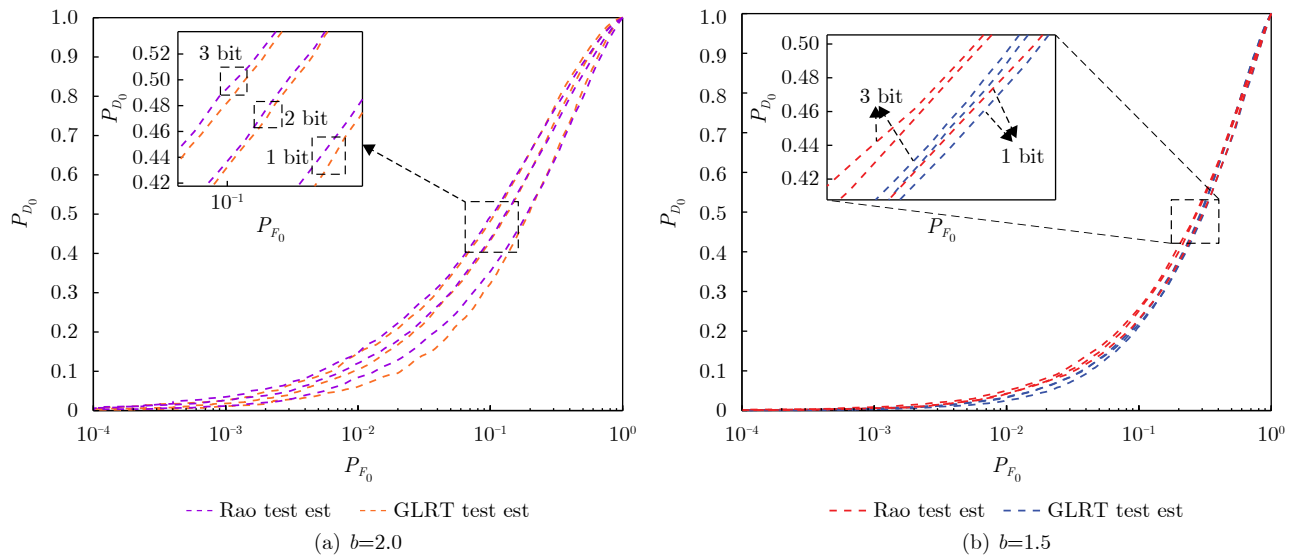 1.0
0.9
0.8
0.7
0.6
0.5
0.4
0.3
0.2
0.1
0
P_{D_0}
0.52
0.50
0.48
0.46
0.44
0.42
P_{D_0}
3 bit
2 bit
1 bit
10^{-1}
P_{F_0}
10^{-4} 10^{-3} 10^{-2} 10^{-1} 10^{0}
P_{F_0}
Rao test est GLRT test est
(a) b=2.0
1.0
0.9
0.8
0.7
0.6
0.5
0.4
0.3
0.2
0.1
0
P_{D_0}
0.50
0.48
0.46
0.44
0.42
P_{D_0}
3 bit
1 bit
P_{F_0}
10^{-4} 10^{-3} 10^{-2} 10^{-1} 10^{0}
P_{F_0}
Rao test est GLRT test est
(b) b=1.5